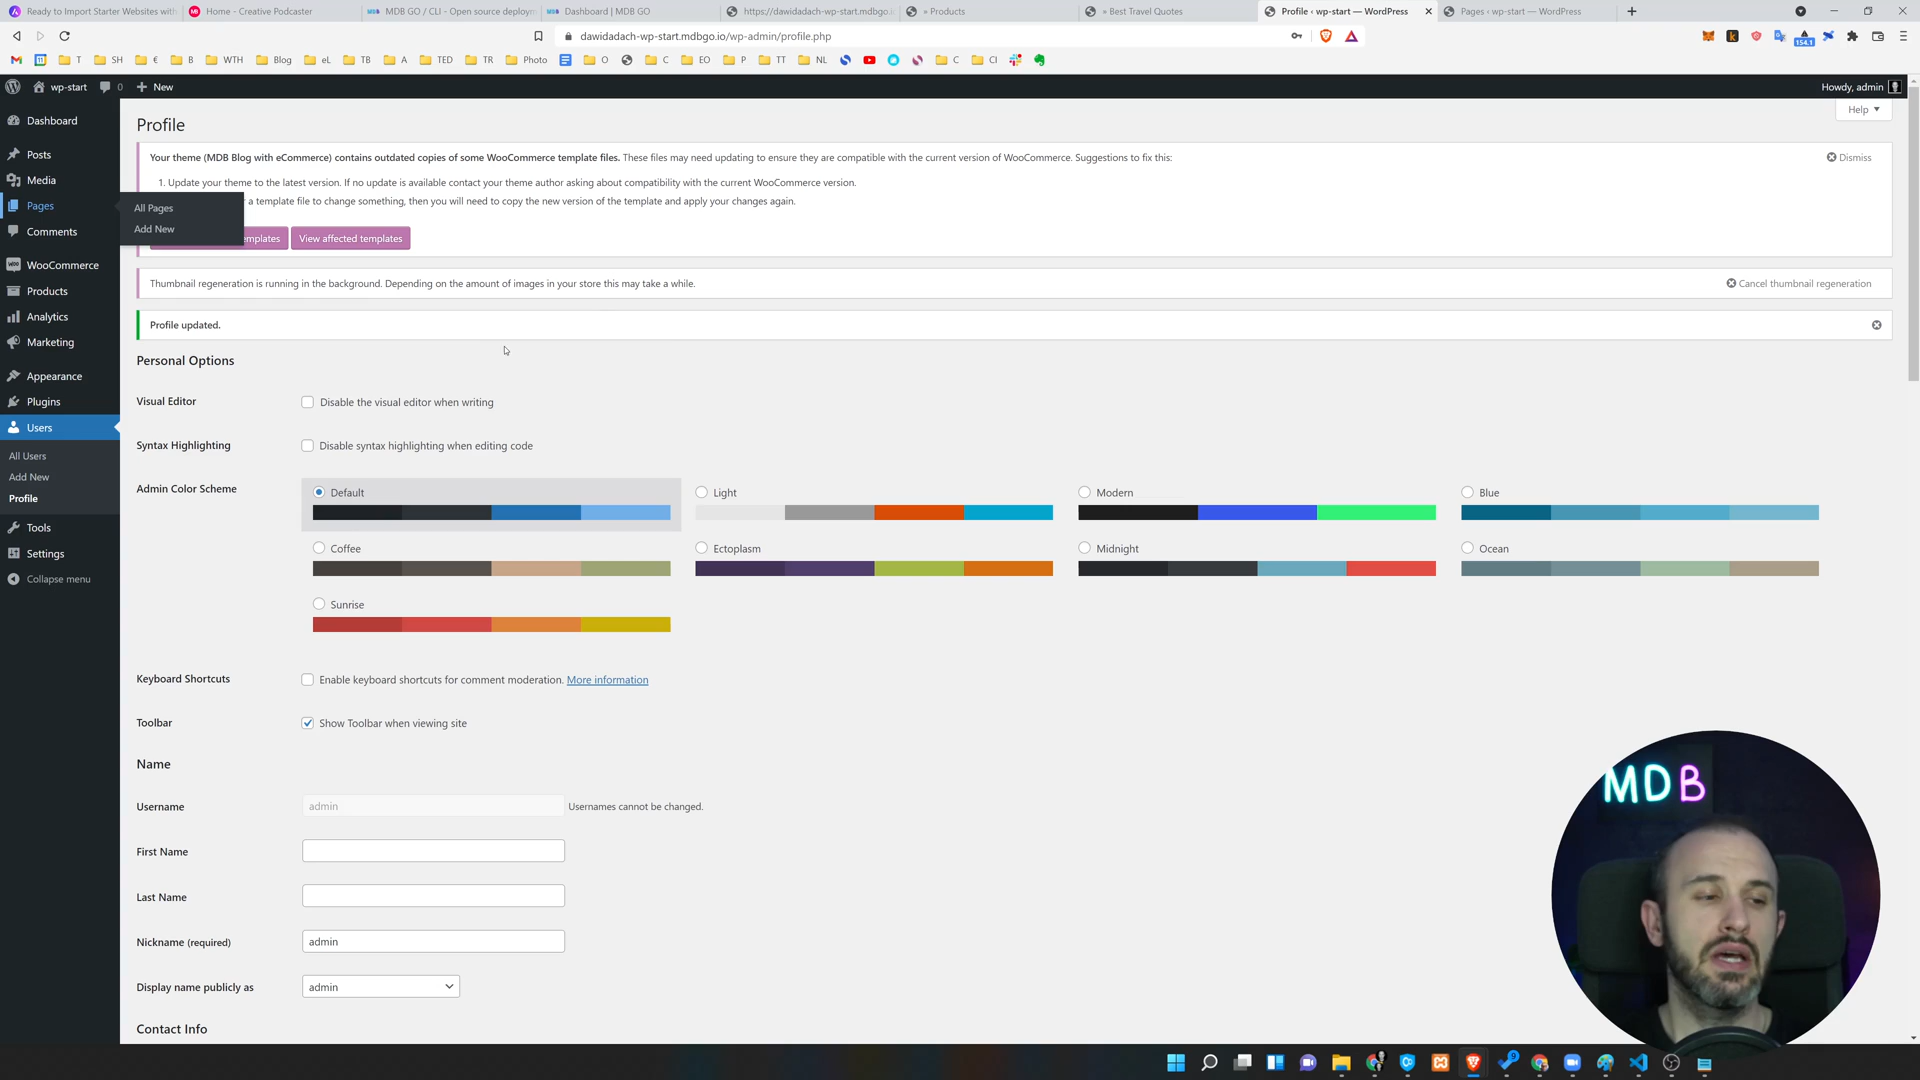 Ready to Import Starter Websites with
Home - Creative Podcaster
MDB GO / CLI - Open source deploym
Dashboard | MDB GO
https://dawidadach-wp-start.mdbgo.i
» Products
» Best Travel Quotes
Profile ‹ wp-start — WordPress
Pages ‹ wp-start — WordPress
dawidadach-wp-start.mdbgo.io/wp-admin/profile.php
154.1
T
SH
€
B
WTH
Blog
eL
TB
A
TED
TR
Photo
O
C
EO
P
TT
NL
C
CI
wp-start
0
New
Howdy, admin
Help
Dashboard
Posts
Media
Pages
All Pages
Add New
Comments
WooCommerce
Products
Analytics
Marketing
Appearance
Plugins
Users
All Users
Add New
Profile
Tools
Settings
Collapse menu
Profile
Your theme (MDB Blog with eCommerce) contains outdated copies of some WooCommerce template files. These files may need updating to ensure they are compatible with the current version of WooCommerce. Suggestions to fix this:
Dismiss
1. Update your theme to the latest version. If no update is available contact your theme author asking about compatibility with the current WooCommerce version.
a template file to change something, then you will need to copy the new version of the template and apply your changes again.
mplates
View affected templates
Thumbnail regeneration is running in the background. Depending on the amount of images in your store this may take a while.
Cancel thumbnail regeneration
Profile updated.
Personal Options
Visual Editor
Disable the visual editor when writing
Syntax Highlighting
Disable syntax highlighting when editing code
Admin Color Scheme
Default
Light
Modern
Blue
Coffee
Ectoplasm
Midnight
Ocean
Sunrise
Keyboard Shortcuts
Enable keyboard shortcuts for comment moderation. More information
Toolbar
Show Toolbar when viewing site
Name
Username
admin
Usernames cannot be changed.
First Name
Last Name
Nickname (required)
admin
Display name publicly as
admin
Contact Info
MDB